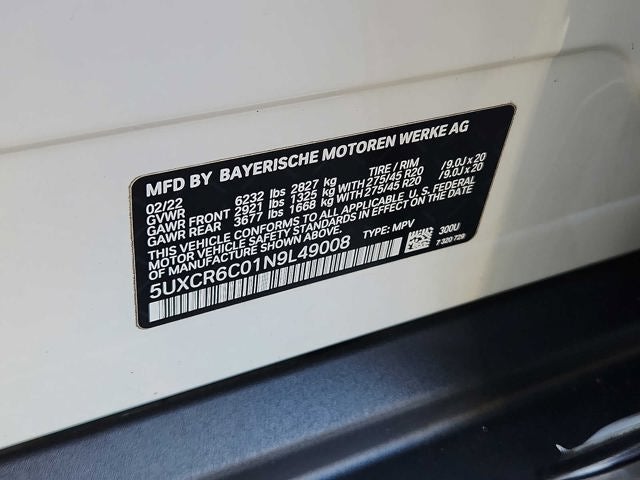 MFD BY BAYERISCHE MOTOREN WERKE AG
02/22 TIRE / RIM
GVWR 6232 lbs 2827 kg
GAWR FRONT 2921 lbs 1325 kg WITH 275/45 R20 /9.0J x 20
GAWR REAR 3677 lbs 1668 kg WITH 275/45 R20 /9.0J x 20
THIS VEHICLE CONFORMS TO ALL APPLICABLE U. S. FEDERAL
MOTOR VEHICLE SAFETY STANDARDS IN EFFECT ON THE DATE
OF MANUFACTURE SHOWN ABOVE.
5UXCR6C01N9L49008 TYPE: MPV 300U
7 320 729